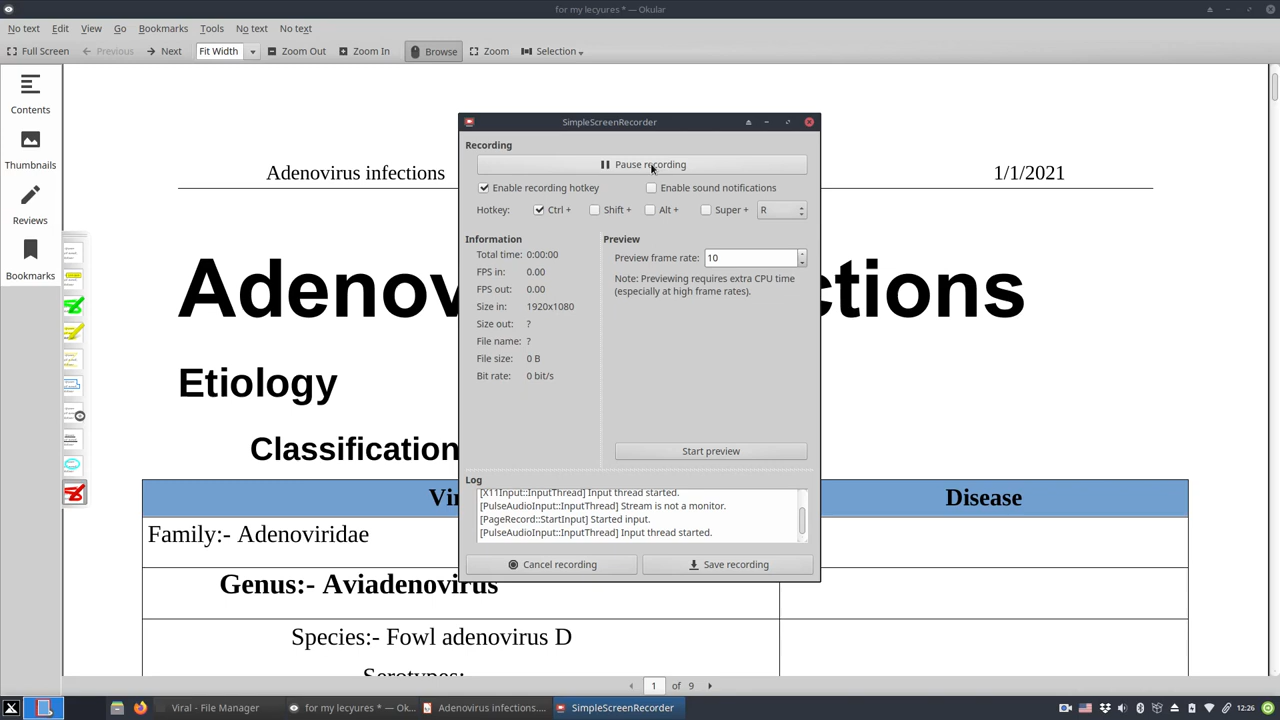 for my lecyures * — Okular
No text Edit View Go Bookmarks Tools No text No text
Full Screen Previous Next Fit Width Zoom Out Zoom In Browse Zoom Selection
Contents
Thumbnails
Reviews
Bookmarks
Adenovirus infections 1/1/2021
Adenov ctions
Etiology
Classification
Vi Disease
Family:- Adenoviridae
Genus:- Aviadenovirus
Species:- Fowl adenovirus D
Serotypes:-
SimpleScreenRecorder
Recording
Pause recording
Enable recording hotkey Enable sound notifications
Hotkey: Ctrl + Shift + Alt + Super + R
Information
Total time: 0:00:00
FPS in: 0.00
FPS out: 0.00
Size in: 1920x1080
Size out: ?
File name: ?
File size: 0 B
Bit rate: 0 bit/s
Preview
Preview frame rate: 10
Note: Previewing requires extra CPU time
(especially at high frame rates).
Start preview
Log
[X11Input::InputThread] Input thread started.
[PulseAudioInput::InputThread] Stream is not a monitor.
[PageRecord::StartInput] Started input.
[PulseAudioInput::InputThread] Input thread started.
Cancel recording Save recording
1 of 9
Viral - File Manager for my lecyures * — Ok... Adenovirus infections.... SimpleScreenRecorder 12:26